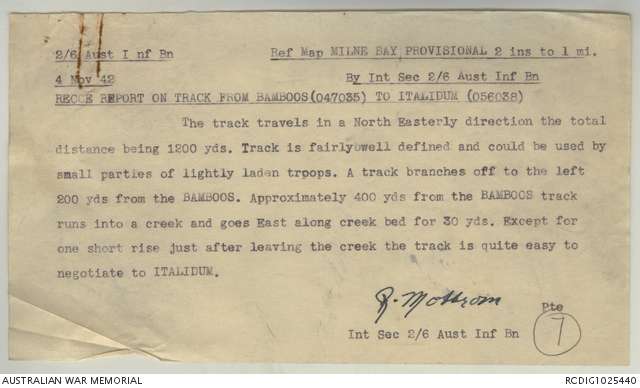 2/6 Aust I nf Bn    Ref Map MILNE BAY PROVISIONAL 2 ins to 1 mi.
4 Nov 42    By Int Sec 2/6 Aust Inf Bn
RECCE REPORT ON TRACK FROM BAMBOOS(047035) TO ITALIDUM (056038)
The track travels in a North Easterly direction the total
distance being 1200 yds. Track is fairlybwell defined and could be used by
small parties of lightly laden troops. A track branches off to the left
200 yds from the BAMBOOS. Approximately 400 yds from the BAMBOOS track
runs into a creek and goes East along creek bed for 30 yds. Except for
one short rise just after leaving the creek the track is quite easy to
negotiate to ITALIDUM.
R. Mottrom Pte
Int Sec 2/6 Aust Inf Bn
7
AUSTRALIAN WAR MEMORIAL    RCDIG1025440